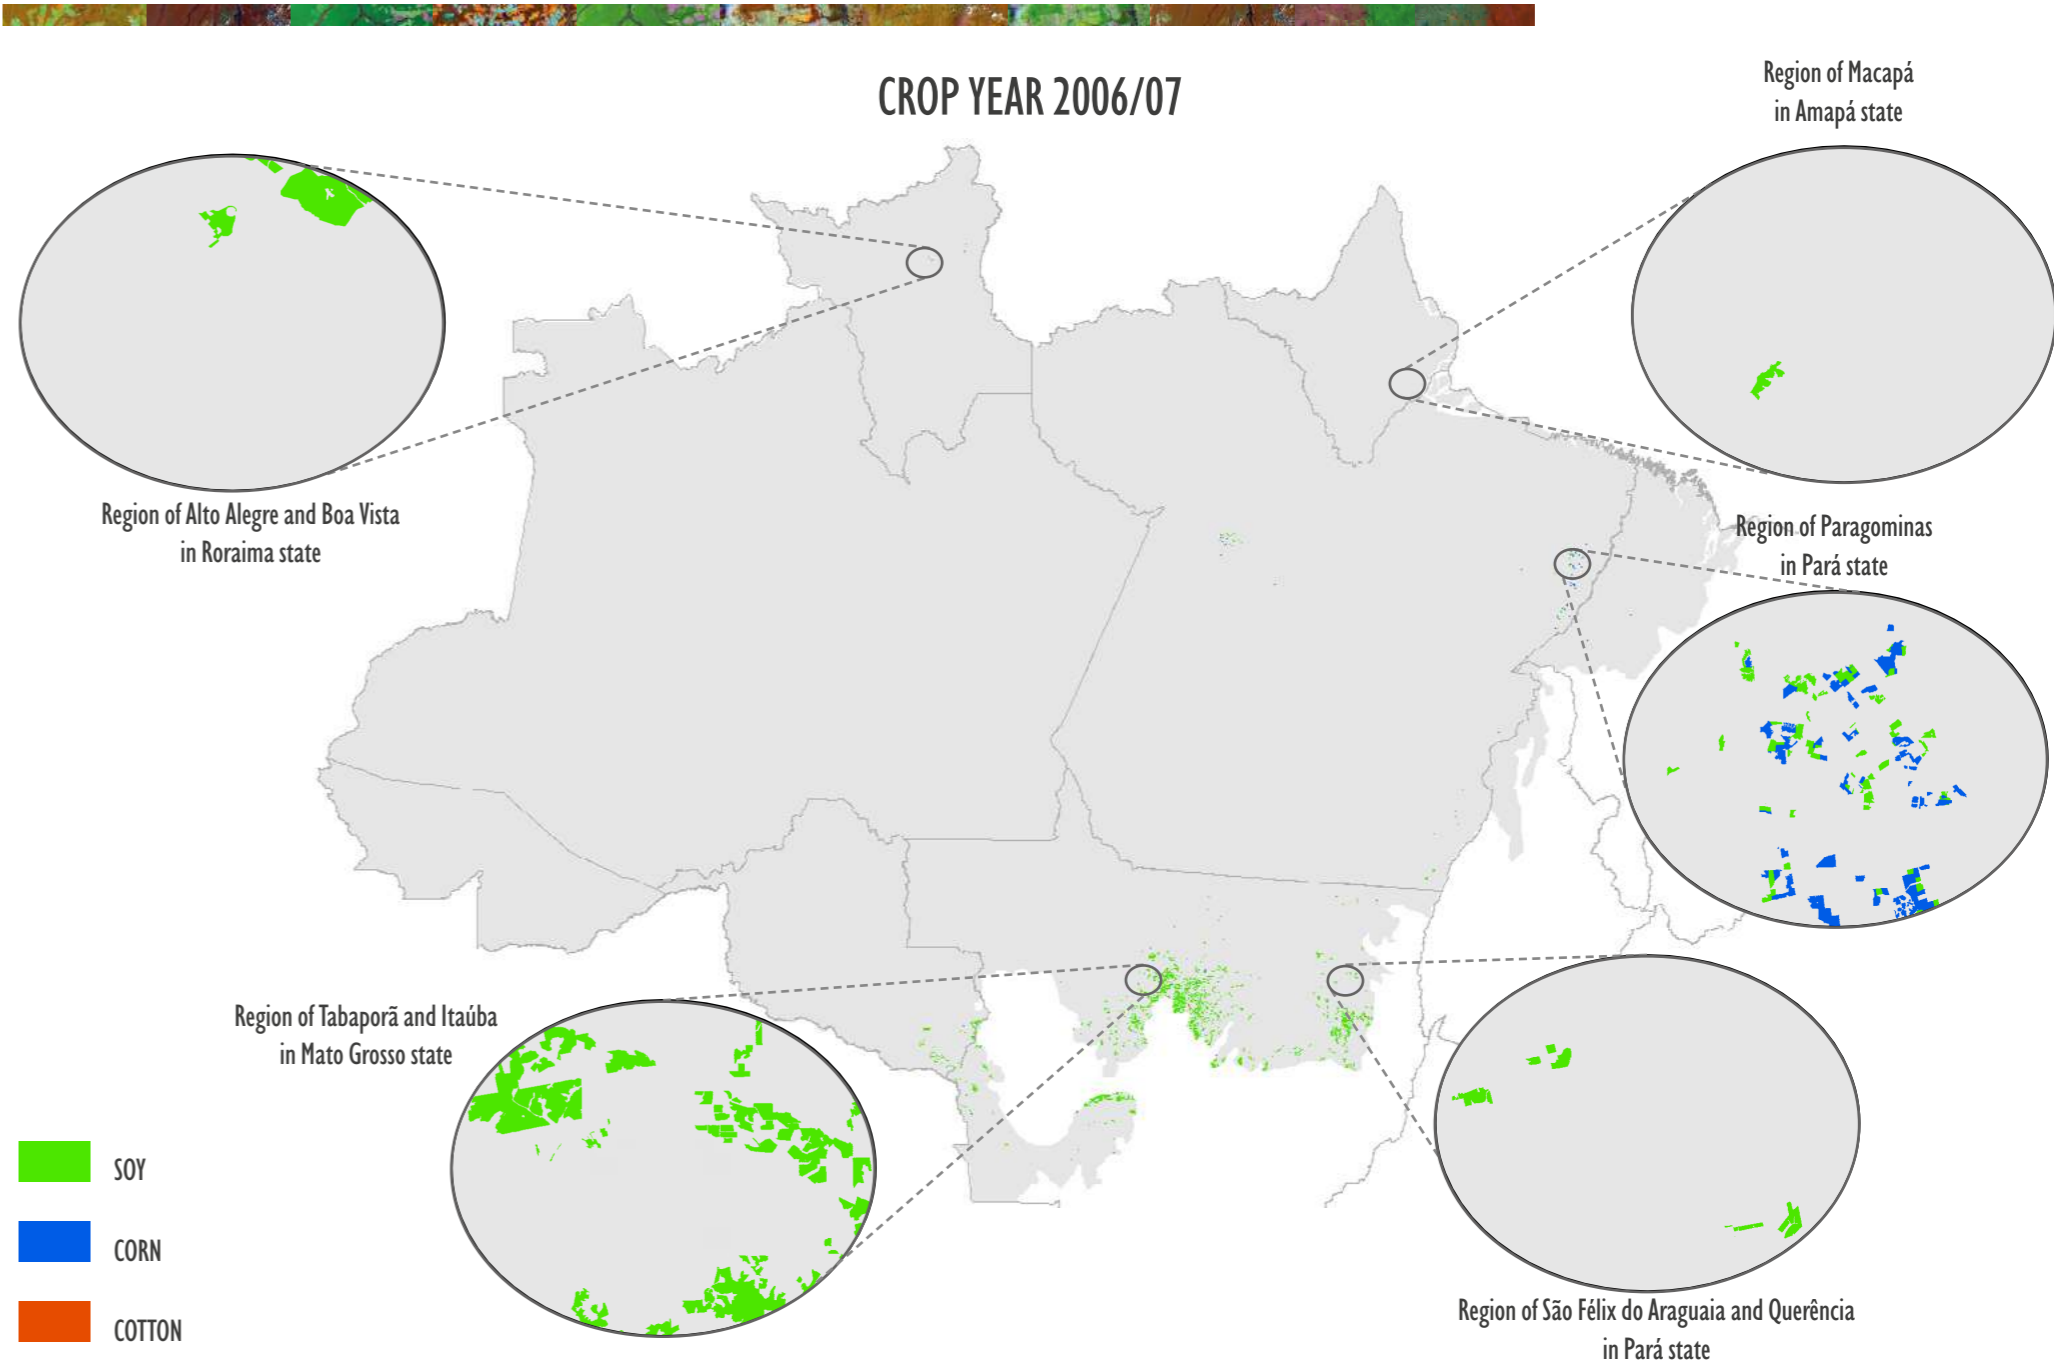 CROP YEAR 2006/07
Region of Macapá
in Amapá state
Region of Alto Alegre and Boa Vista
in Roraima state
Region of Paragominas
in Pará state
Region of Tabaporã and Itaúba
in Mato Grosso state
SOY
CORN
COTTON
Region of São Félix do Araguaia and Querência
in Pará state